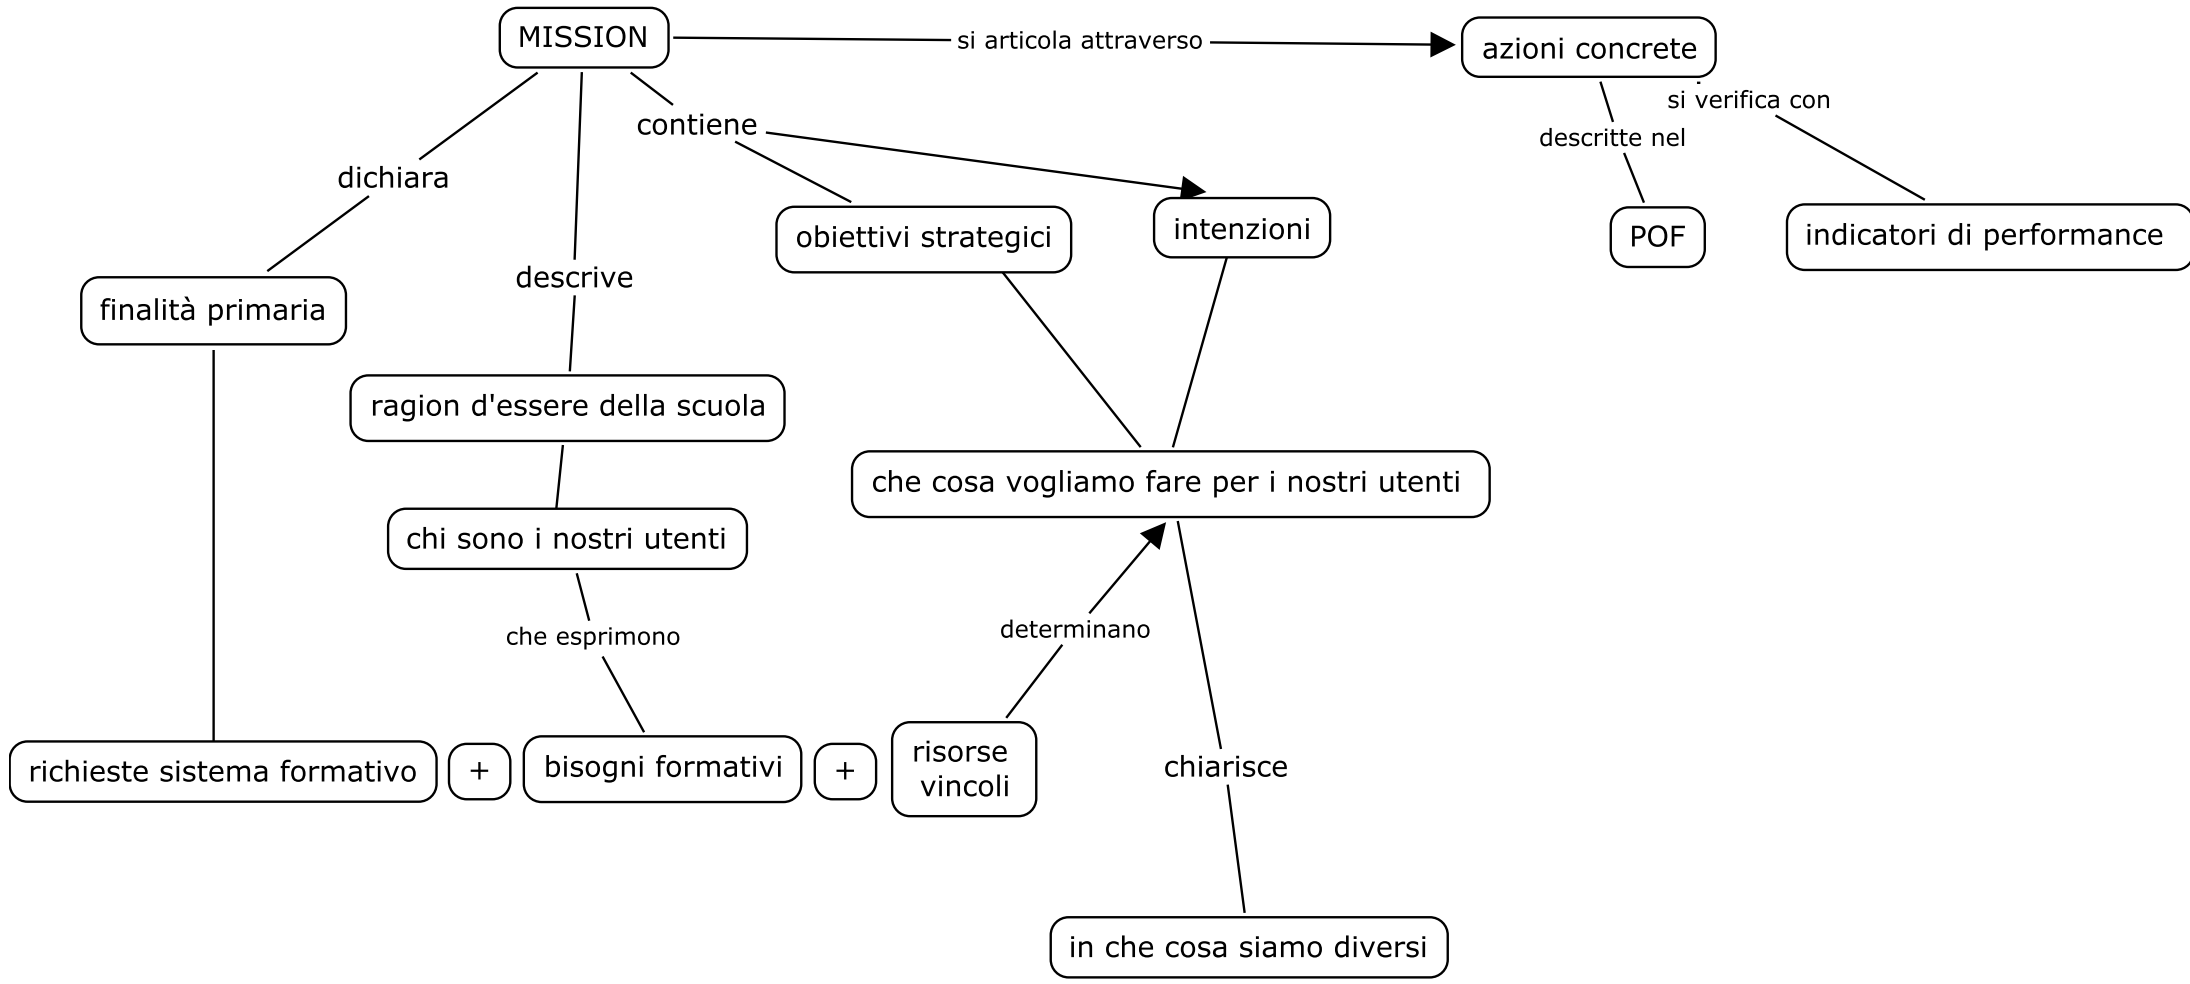 MISSION
si articola attraverso
azioni concrete
si verifica con
contiene
descritte nel
dichiara
obiettivi strategici
intenzioni
POF
indicatori di performance
descrive
finalità primaria
ragion d'essere della scuola
che cosa vogliamo fare per i nostri utenti
chi sono i nostri utenti
che esprimono
determinano
richieste sistema formativo
+
bisogni formativi
+
risorse
vincoli
chiarisce
in che cosa siamo diversi